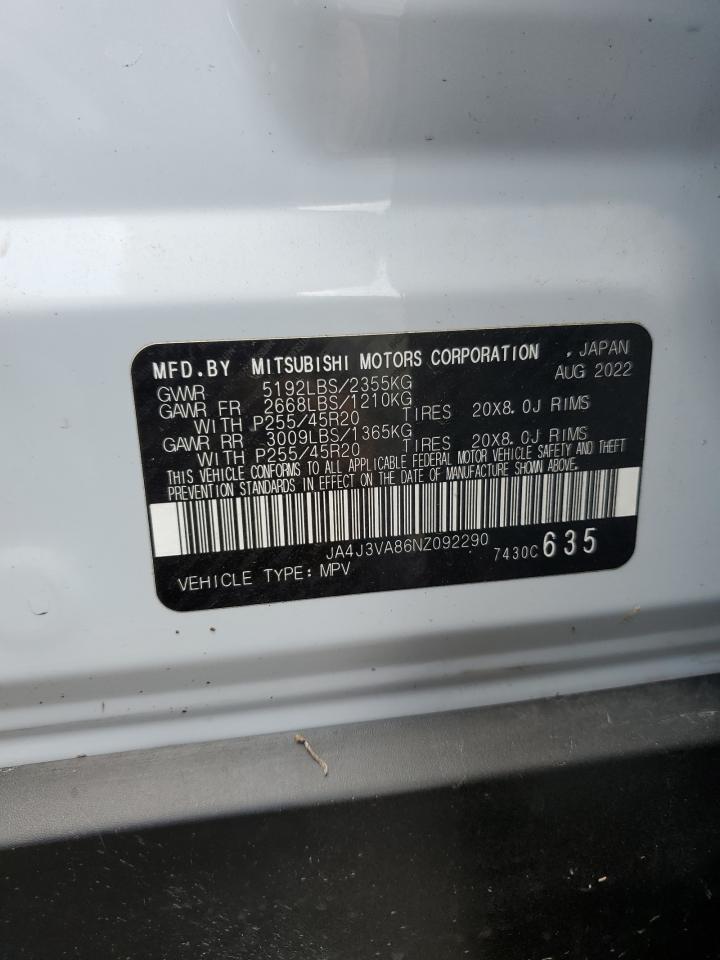 MFD.BY MITSUBISHI MOTORS CORPORATION , JAPAN
GVWR 5192LBS/2355KG AUG 2022
GAWR FR 2668LBS/1210KG
WITH P255/45R20 TIRES 20X8.0J RIMS
GAWR RR 3009LBS/1365KG
WITH P255/45R20 TIRES 20X8.0J RIMS
THIS VEHICLE CONFORMS TO ALL APPLICABLE FEDERAL MOTOR VEHICLE SAFETY AND THEFT
PREVENTION STANDARDS IN EFFECT ON THE DATE OF MANUFACTURE SHOWN ABOVE.
JA4J3VA86NZ092290 7430C 635
VEHICLE TYPE: MPV